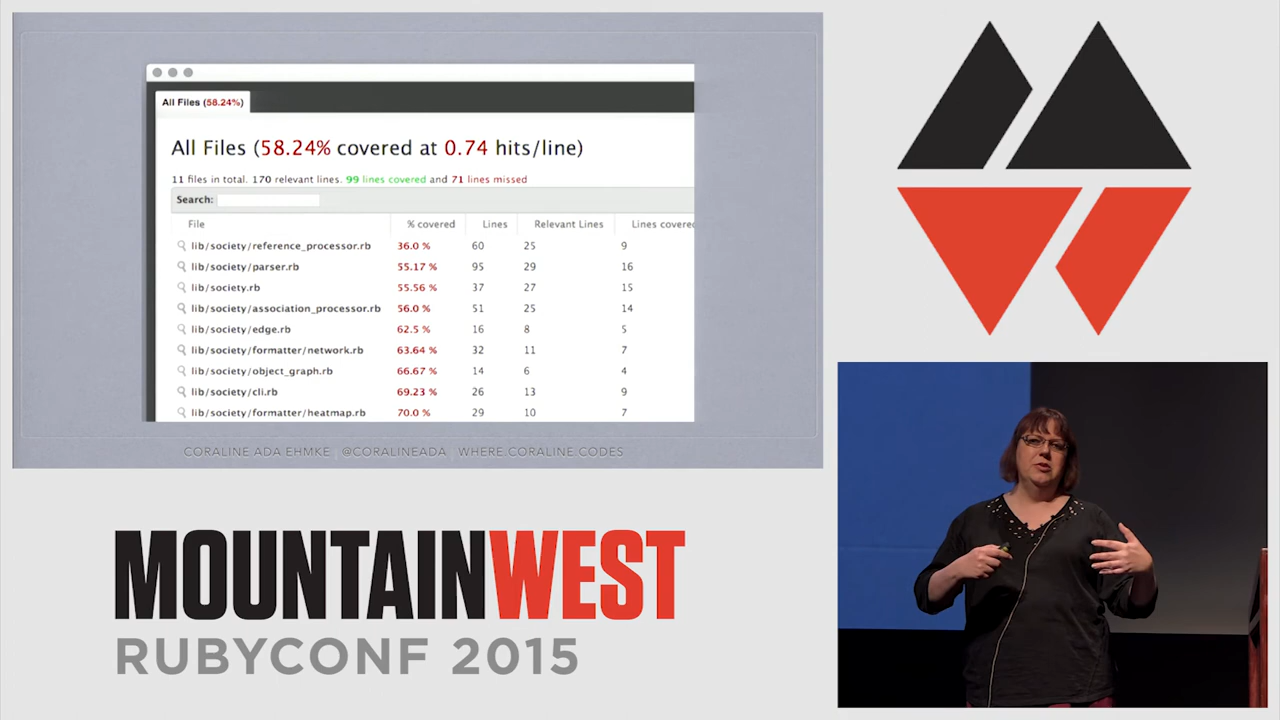 All Files (58.24%)
All Files (58.24% covered at 0.74 hits/line)
11 files in total. 170 relevant lines. 99 lines covered and 71 lines missed
Search:
File % covered Lines Relevant Lines Lines covered
lib/society/reference_processor.rb 36.0 % 60 25 9
lib/society/parser.rb 55.17 % 95 29 16
lib/society.rb 55.56 % 37 27 15
lib/society/association_processor.rb 56.0 % 51 25 14
lib/society/edge.rb 62.5 % 16 8 5
lib/society/formatter/network.rb 63.64 % 32 11 7
lib/society/object_graph.rb 66.67 % 14 6 4
lib/society/cli.rb 69.23 % 26 13 9
lib/society/formatter/heatmap.rb 70.0 % 29 10 7
CORALINE ADA EHMKE | @CORALINEADA | WHERE.CORALINE.CODES
MOUNTAINWEST
RUBYCONF 2015